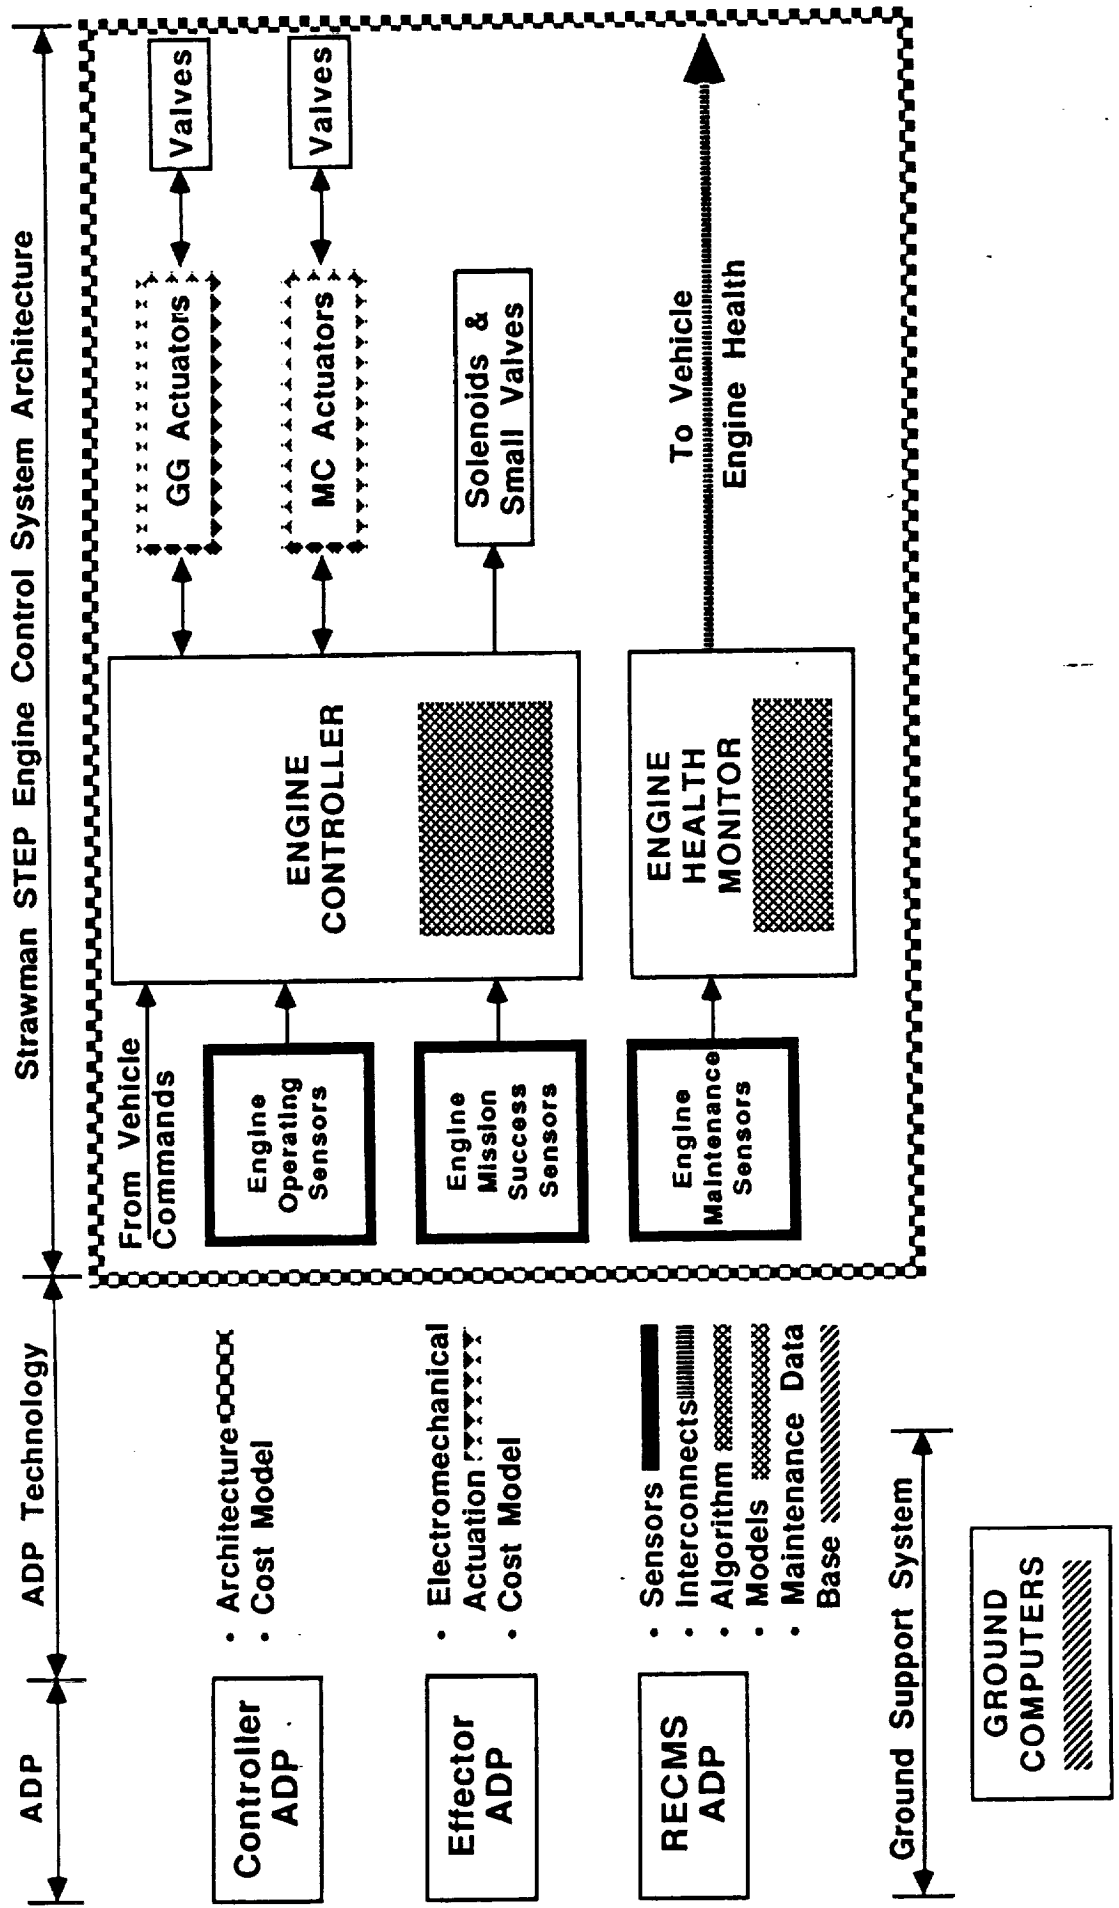 ADP
ADP Technology
Strawman STEP Engine Control System Architecture
Controller
ADP
• Architecture
• Cost Model
Effector
ADP
• Electromechanical
Actuation
• Cost Model
RECMS
ADP
• Sensors
• Interconnects
• Algorithm
• Models
• Maintenance Data
Base
From Vehicle
Commands
Engine
Operating
Sensors
Engine
Mission
Success
Sensors
Engine
Maintenance
Sensors
ENGINE
CONTROLLER
ENGINE
HEALTH
MONITOR
GG Actuators
Valves
MC Actuators
Valves
Solenoids &
Small Valves
To Vehicle
Engine Health
Ground Support System
GROUND
COMPUTERS